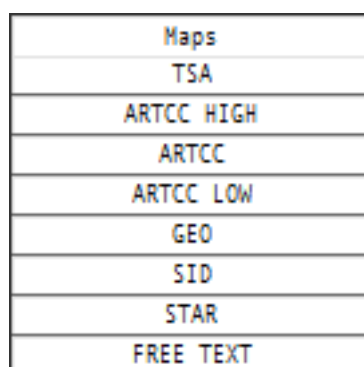 Maps
TSA
ARTCC HIGH
ARTCC
ARTCC LOW
GEO
SID
STAR
FREE TEXT